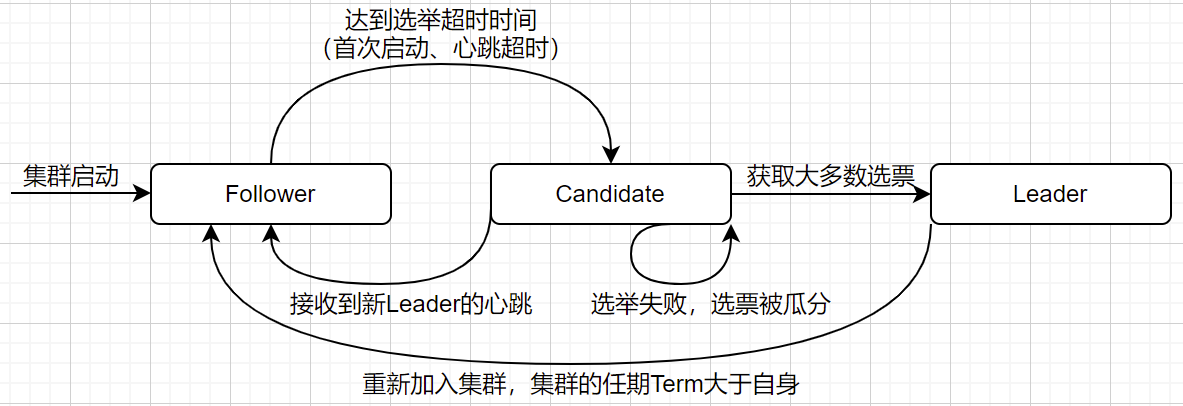 达到选举超时时间
（首次启动、心跳超时）
集群启动
Follower
Candidate
获取大多数选票
Leader
接收到新Leader的心跳
选举失败，选票被瓜分
重新加入集群，集群的任期Term大于自身